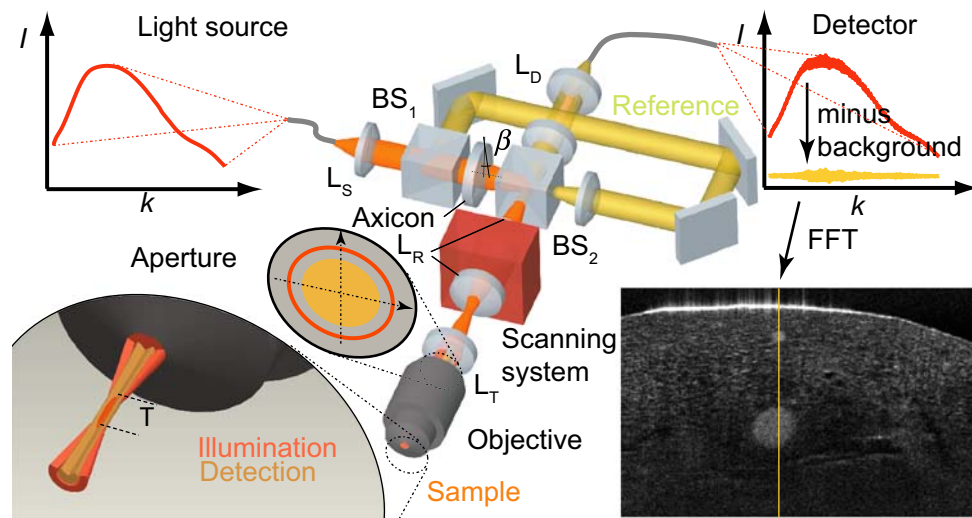 I
Light source
k
L_S
BS_1
β
Axicon
L_D
Reference
I
Detector
minus
background
k
FFT
BS_2
L_R
Aperture
Scanning
system
L_T
Objective
Sample
T
Illumination
Detection